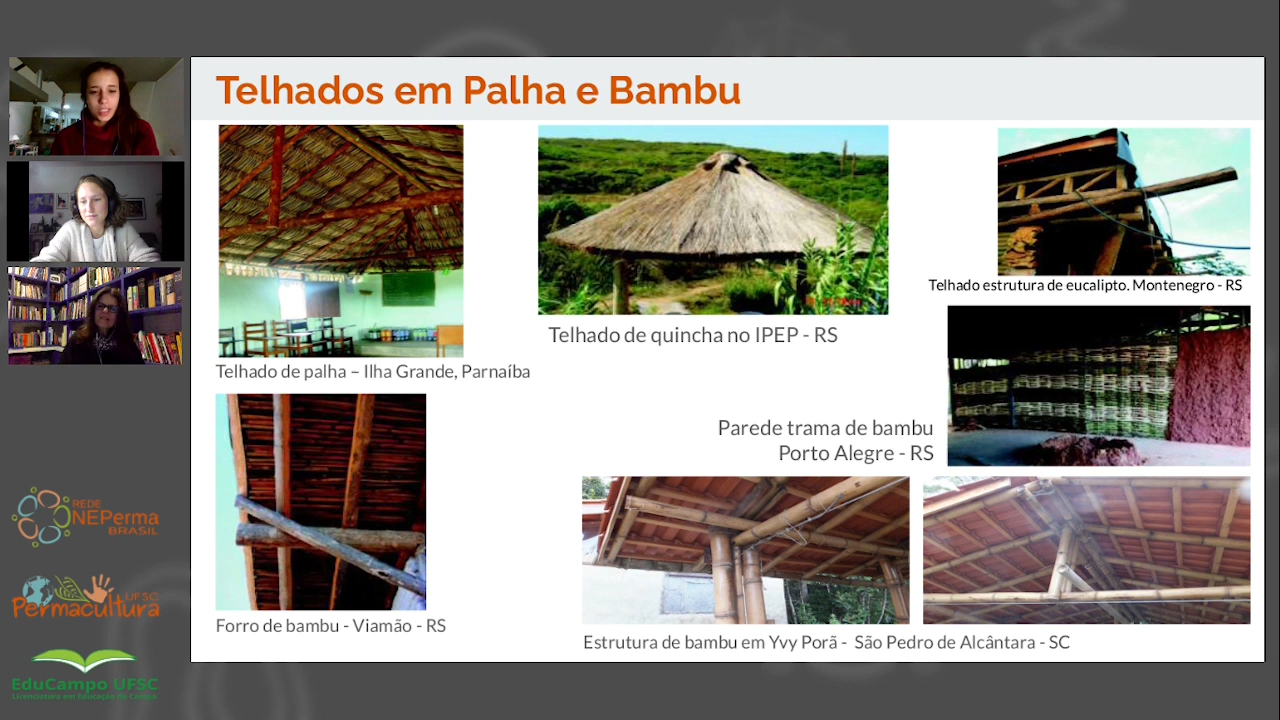 Telhados em Palha e Bambu
Telhado estrutura de eucalipto. Montenegro - RS
Telhado de quincha no IPEP - RS
Telhado de palha – Ilha Grande, Parnaíba
Parede trama de bambu
Porto Alegre - RS
Forro de bambu - Viamão - RS
Estrutura de bambu em Yvy Porã - São Pedro de Alcântara - SC
REDE
NEPerma
BRASIL
UFSC
Permacultura
EduCampo UFSC
Licenciatura em Educação do Campo